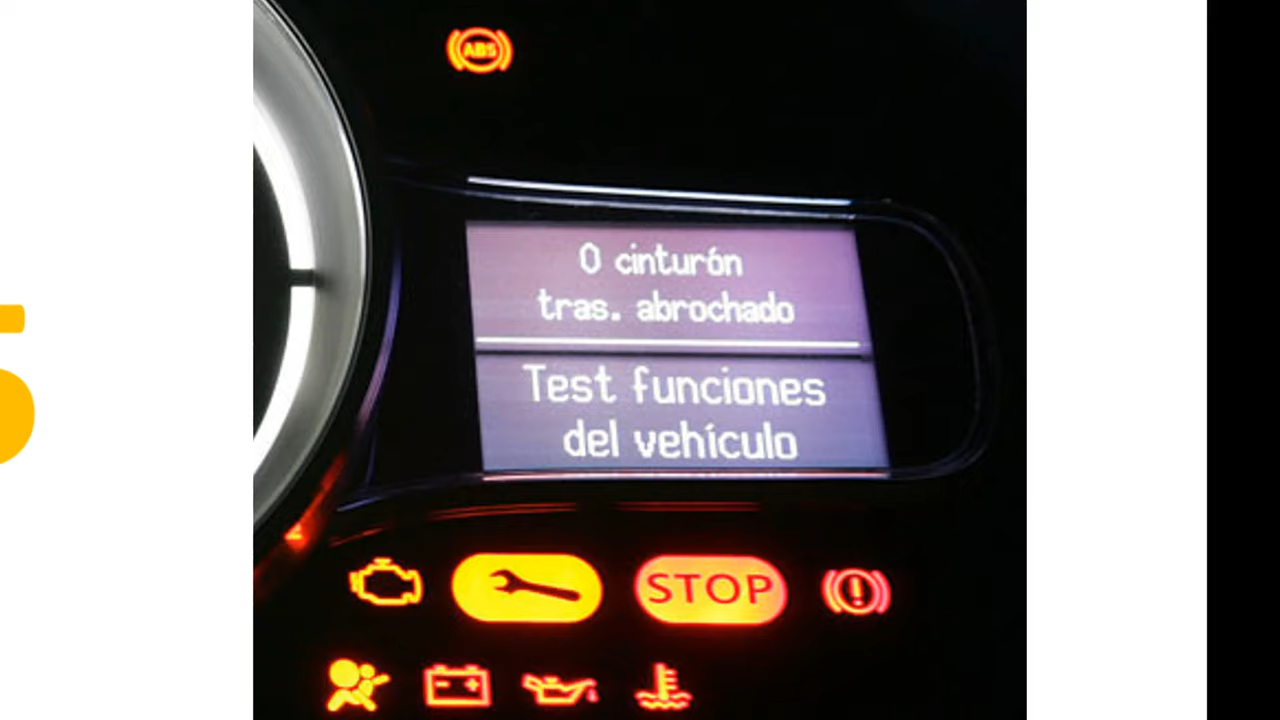 ABS
0 cinturón
tras. abrochado
Test funciones
del vehículo
STOP